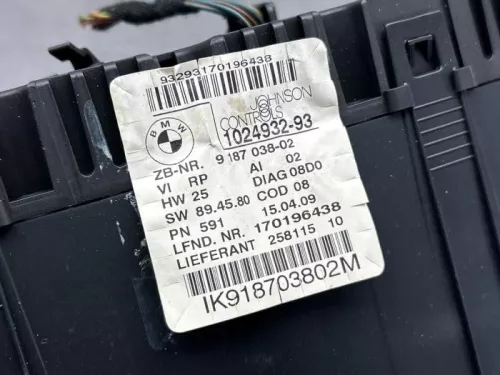 93293170196438
BMW
JOHNSON
CONTROLS
1024932-93
ZB-NR. 9 187 038-02
VI RP AI 02
HW 25 DIAG 08D0
SW 89.45.80 COD 08
PN 591 15.04.09
LFND. NR. 170196438
LIEFERANT 258115 10
IK918703802M